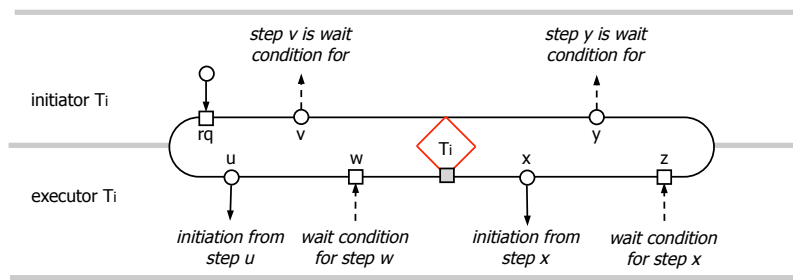 step v is wait
condition for
step y is wait
condition for
initiator Ti
rq
v
y
Ti
u
w
x
z
executor Ti
initiation from
step u
wait condition
for step w
initiation from
step x
wait condition
for step x